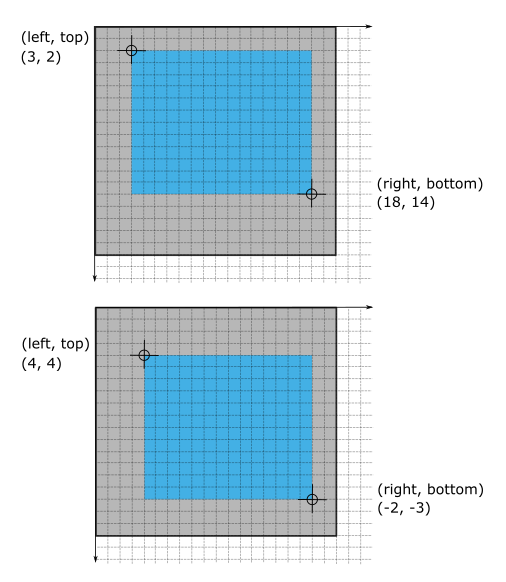 (left, top)
(3, 2)
(right, bottom)
(18, 14)
(left, top)
(4, 4)
(right, bottom)
(-2, -3)